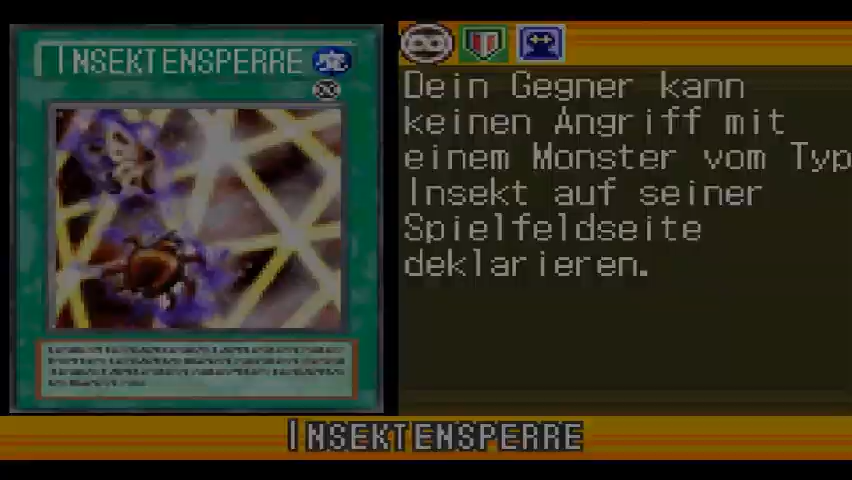 INSEKTENSPERRE
Dein Gegner kann
keinen Angriff mit
einem Monster vom Typ
Insekt auf seiner
Spielfeldseite
deklarieren.
INSEKTENSPERRE